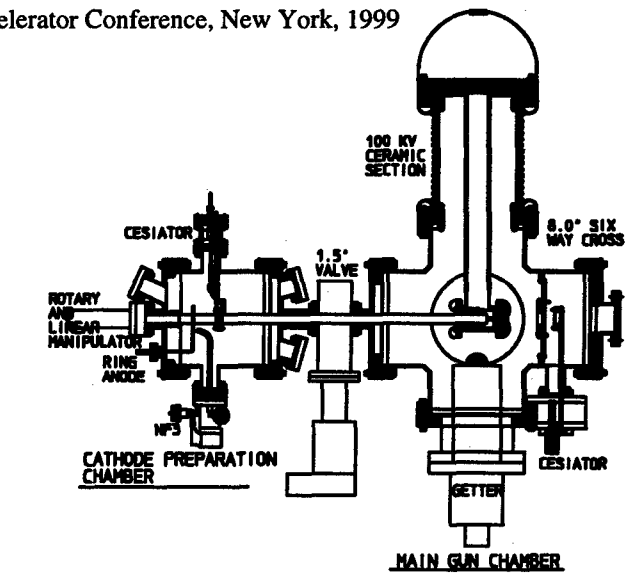 elerator Conference, New York, 1999
100 KV
CERAMIC
SECTION
CESIATOR
1.5"
VALVE
8.0" SIX
WAY CROSS
ROTARY
AND
LINEAR
MANIPULATOR
RING
ANODE
NF3
CATHODE PREPARATION
CHAMBER
GETTER
CESIATOR
MAIN GUN CHAMBER